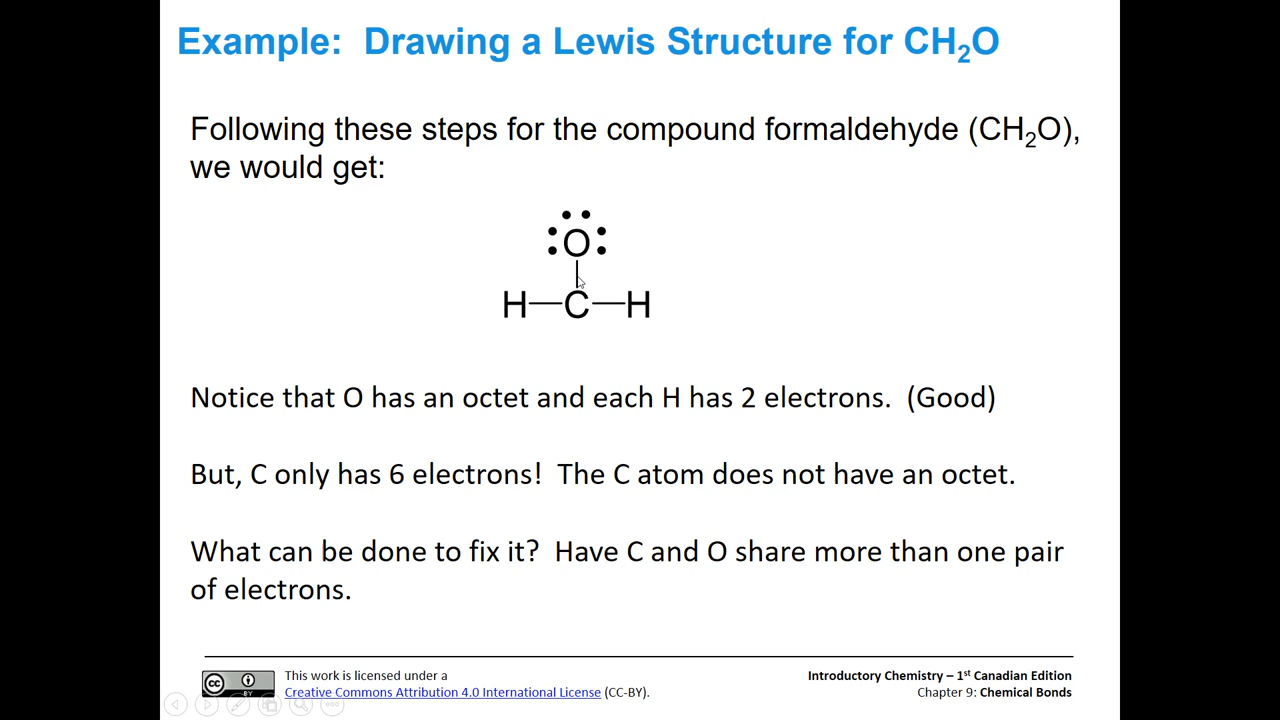 Example:  Drawing a Lewis Structure for CH₂O
Following these steps for the compound formaldehyde (CH₂O),
we would get:
O
H C H
Notice that O has an octet and each H has 2 electrons.  (Good)
But, C only has 6 electrons!  The C atom does not have an octet.
What can be done to fix it?  Have C and O share more than one pair
of electrons.
cc BY
This work is licensed under a
Creative Commons Attribution 4.0 International License (CC-BY).
Introductory Chemistry – 1st Canadian Edition
Chapter 9: Chemical Bonds